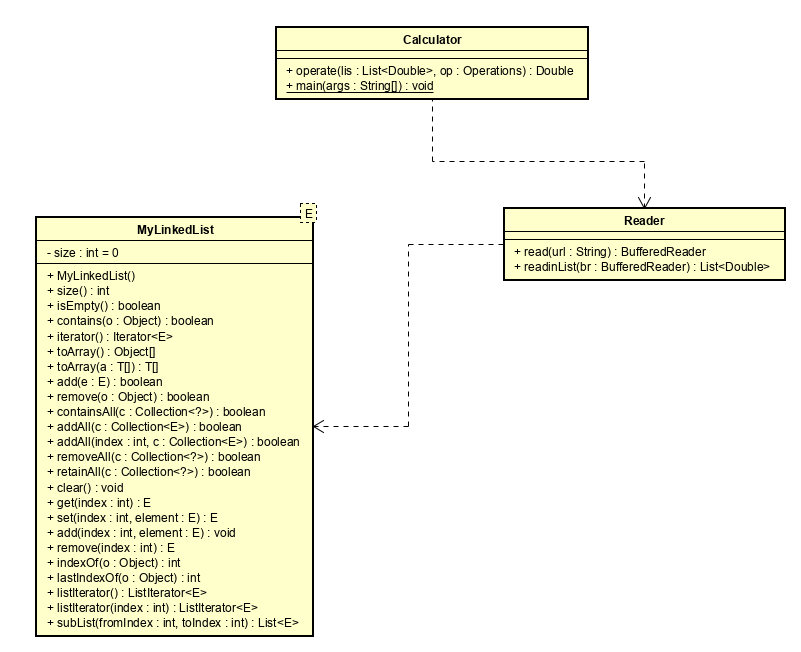 Calculator
+ operate(lis : List<Double>, op : Operations) : Double
+ main(args : String[]) : void
E
MyLinkedList
- size : int = 0
+ MyLinkedList()
+ size() : int
+ isEmpty() : boolean
+ contains(o : Object) : boolean
+ iterator() : Iterator<E>
+ toArray() : Object[]
+ toArray(a : T[]) : T[]
+ add(e : E) : boolean
+ remove(o : Object) : boolean
+ containsAll(c : Collection<?>) : boolean
+ addAll(c : Collection<E>) : boolean
+ addAll(index : int, c : Collection<E>) : boolean
+ removeAll(c : Collection<?>) : boolean
+ retainAll(c : Collection<?>) : boolean
+ clear() : void
+ get(index : int) : E
+ set(index : int, element : E) : E
+ add(index : int, element : E) : void
+ remove(index : int) : E
+ indexOf(o : Object) : int
+ lastIndexOf(o : Object) : int
+ listIterator() : ListIterator<E>
+ listIterator(index : int) : ListIterator<E>
+ subList(fromIndex : int, toIndex : int) : List<E>
Reader
+ read(url : String) : BufferedReader
+ readinList(br : BufferedReader) : List<Double>